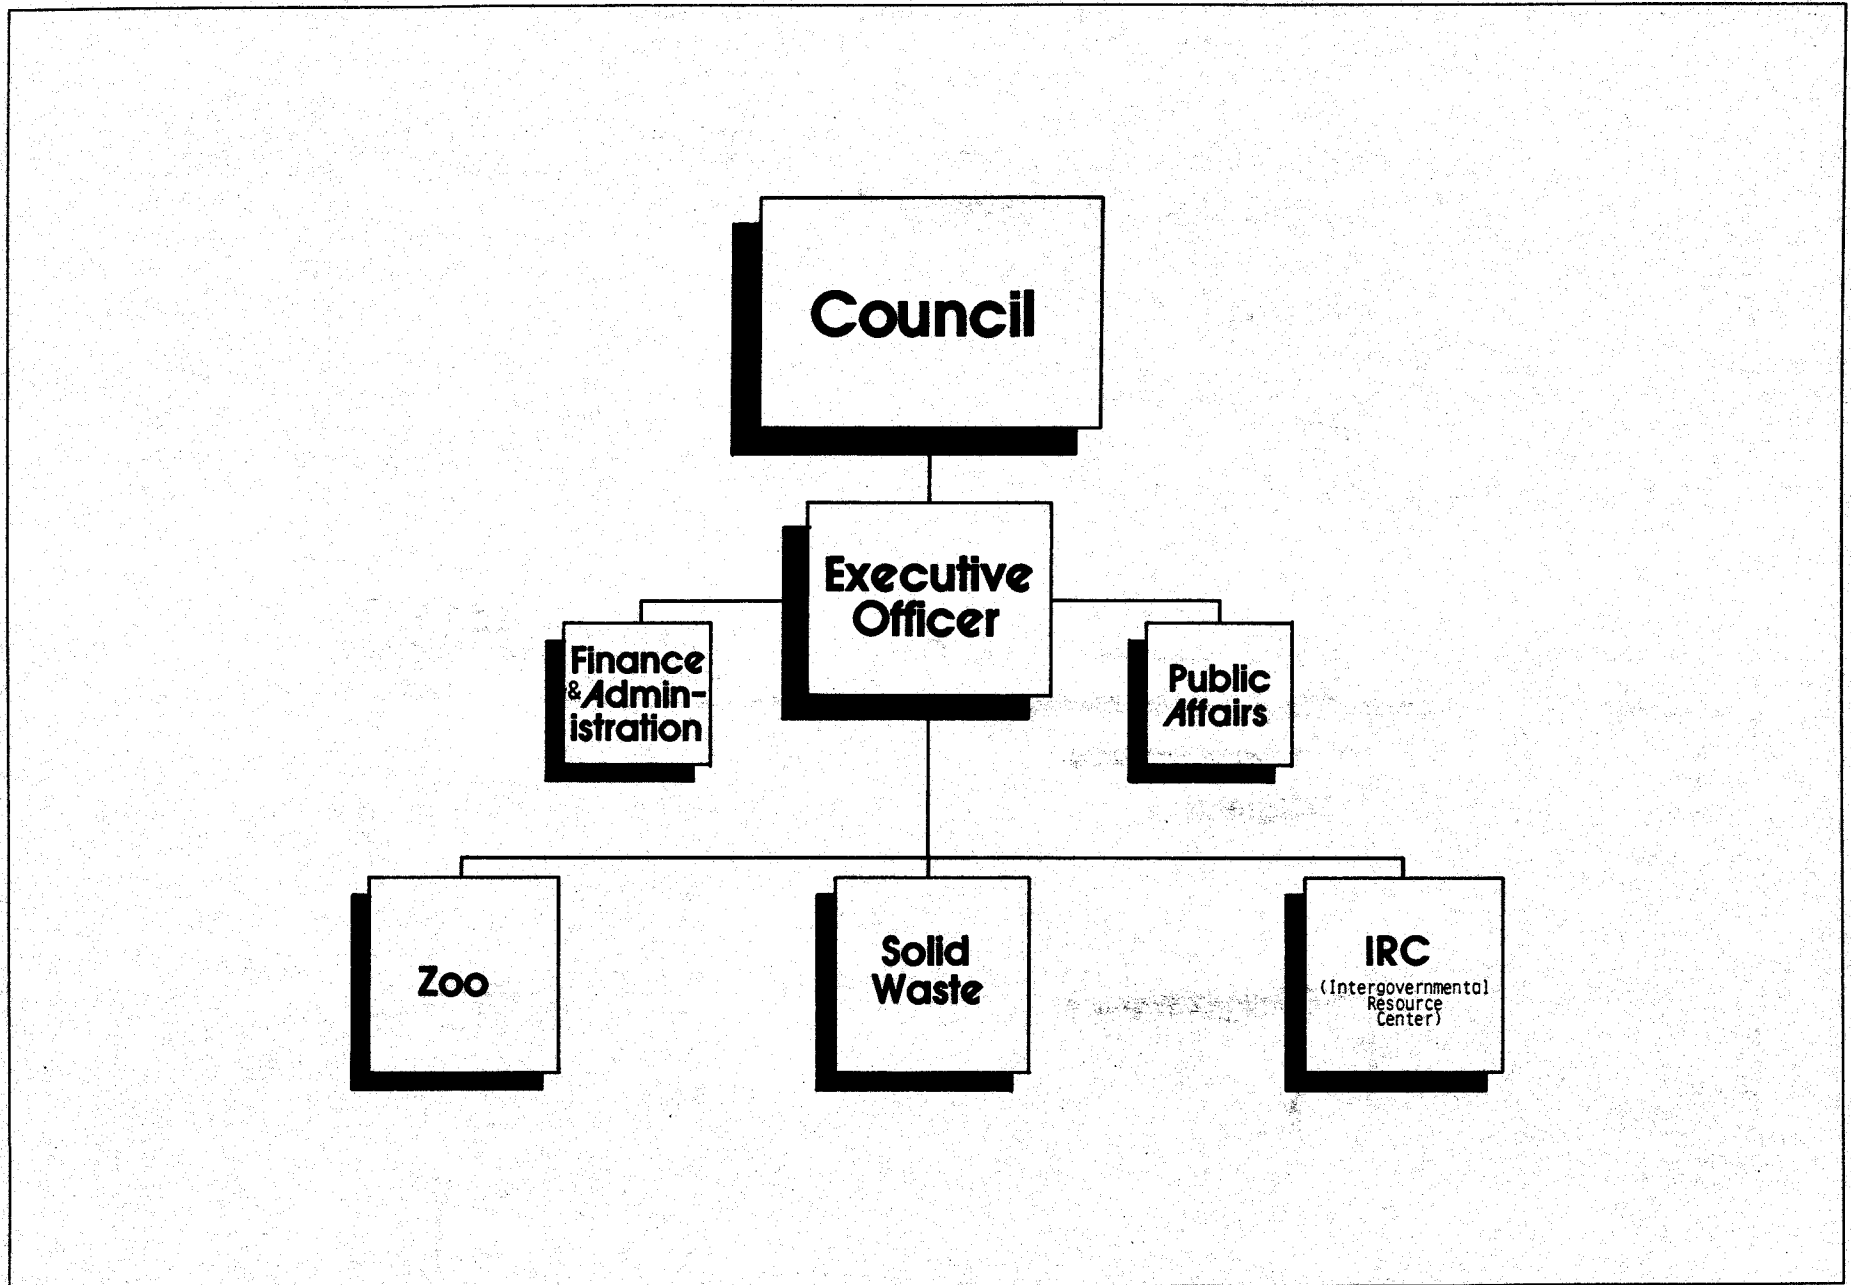 Council
Executive
Officer
Finance
& Admin-
istration
Public
Affairs
Zoo
Solid
Waste
IRC
(Intergovernmental
Resource
Center)